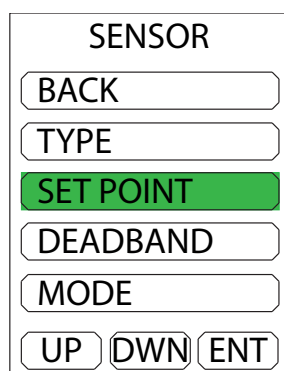 SENSOR
BACK
TYPE
SET POINT
DEADBAND
MODE
UP DWN ENT